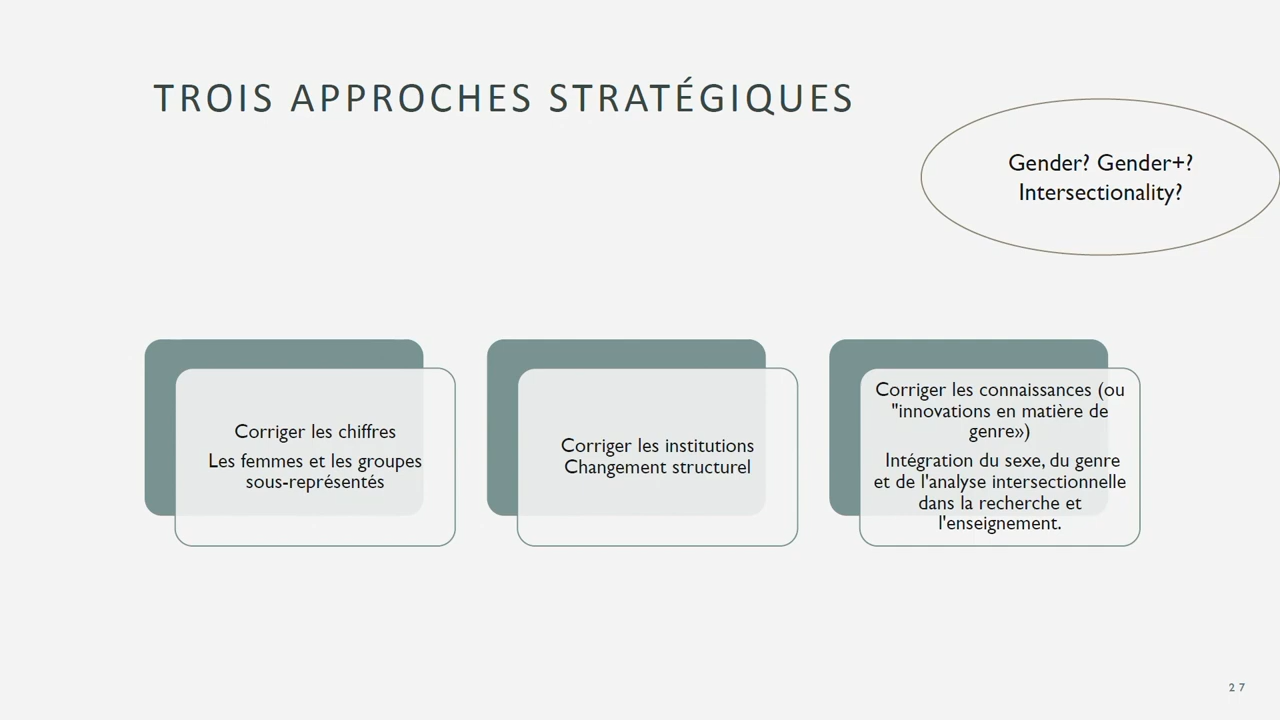 TROIS APPROCHES STRATÉGIQUES
Gender? Gender+?
Intersectionality?
Corriger les chiffres
Les femmes et les groupes
sous-représentés
Corriger les institutions
Changement structurel
Corriger les connaissances (ou
"innovations en matière de
genre»)
Intégration du sexe, du genre
et de l'analyse intersectionnelle
dans la recherche et
l'enseignement.
27